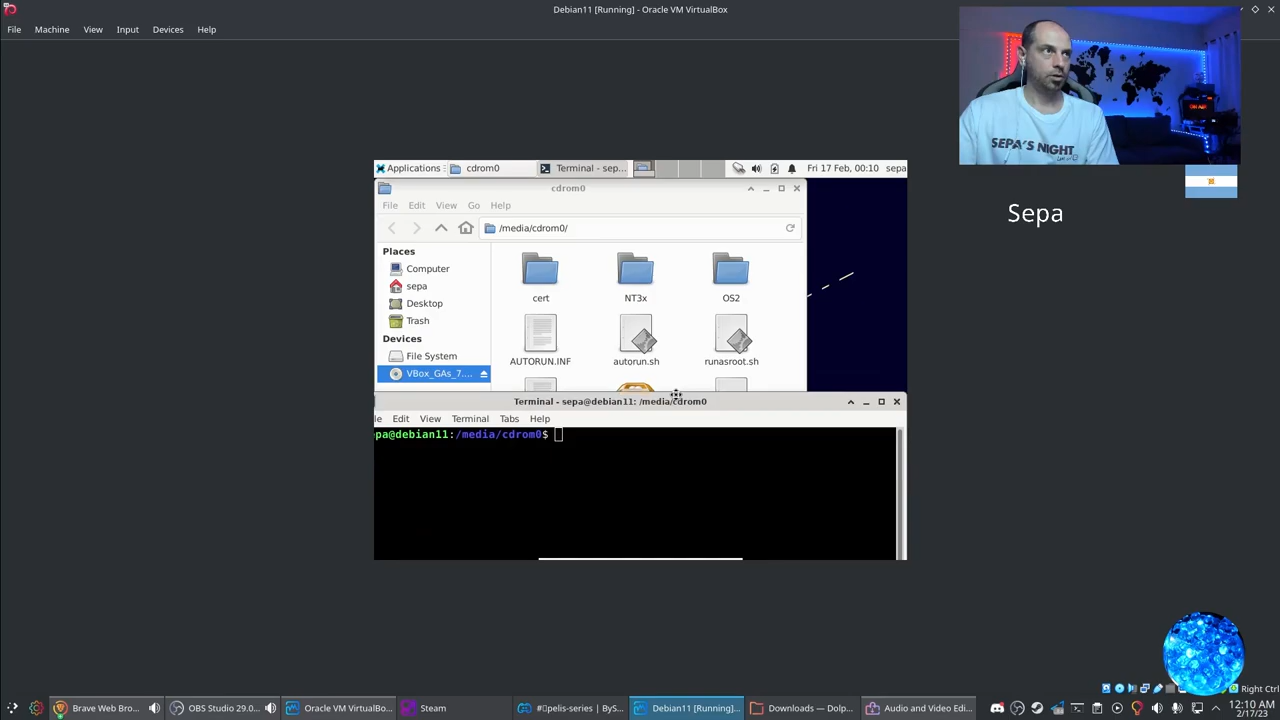 Debian11 [Running] - Oracle VM VirtualBox
File Machine View Input Devices Help
SEPA'S NIGHT
Sepa
Applications cdrom0 Terminal - sep... Fri 17 Feb, 00:10 sepa
cdrom0
File Edit View Go Help
/media/cdrom0/
Places
Computer
sepa
Desktop
Trash
Devices
File System
VBox_GAs_7....
cert NT3x OS2
AUTORUN.INF autorun.sh runasroot.sh
Terminal - sepa@debian11: /media/cdrom0
le Edit View Terminal Tabs Help
pa@debian11:/media/cdrom0$
Right Ctrl
Brave Web Bro... OBS Studio 29.0... Oracle VM VirtualBo... Steam #🍿pelis-series | ByS... Debian11 [Running]... Downloads — Dolp... Audio and Video Edi...
12:10 AM
2/17/23